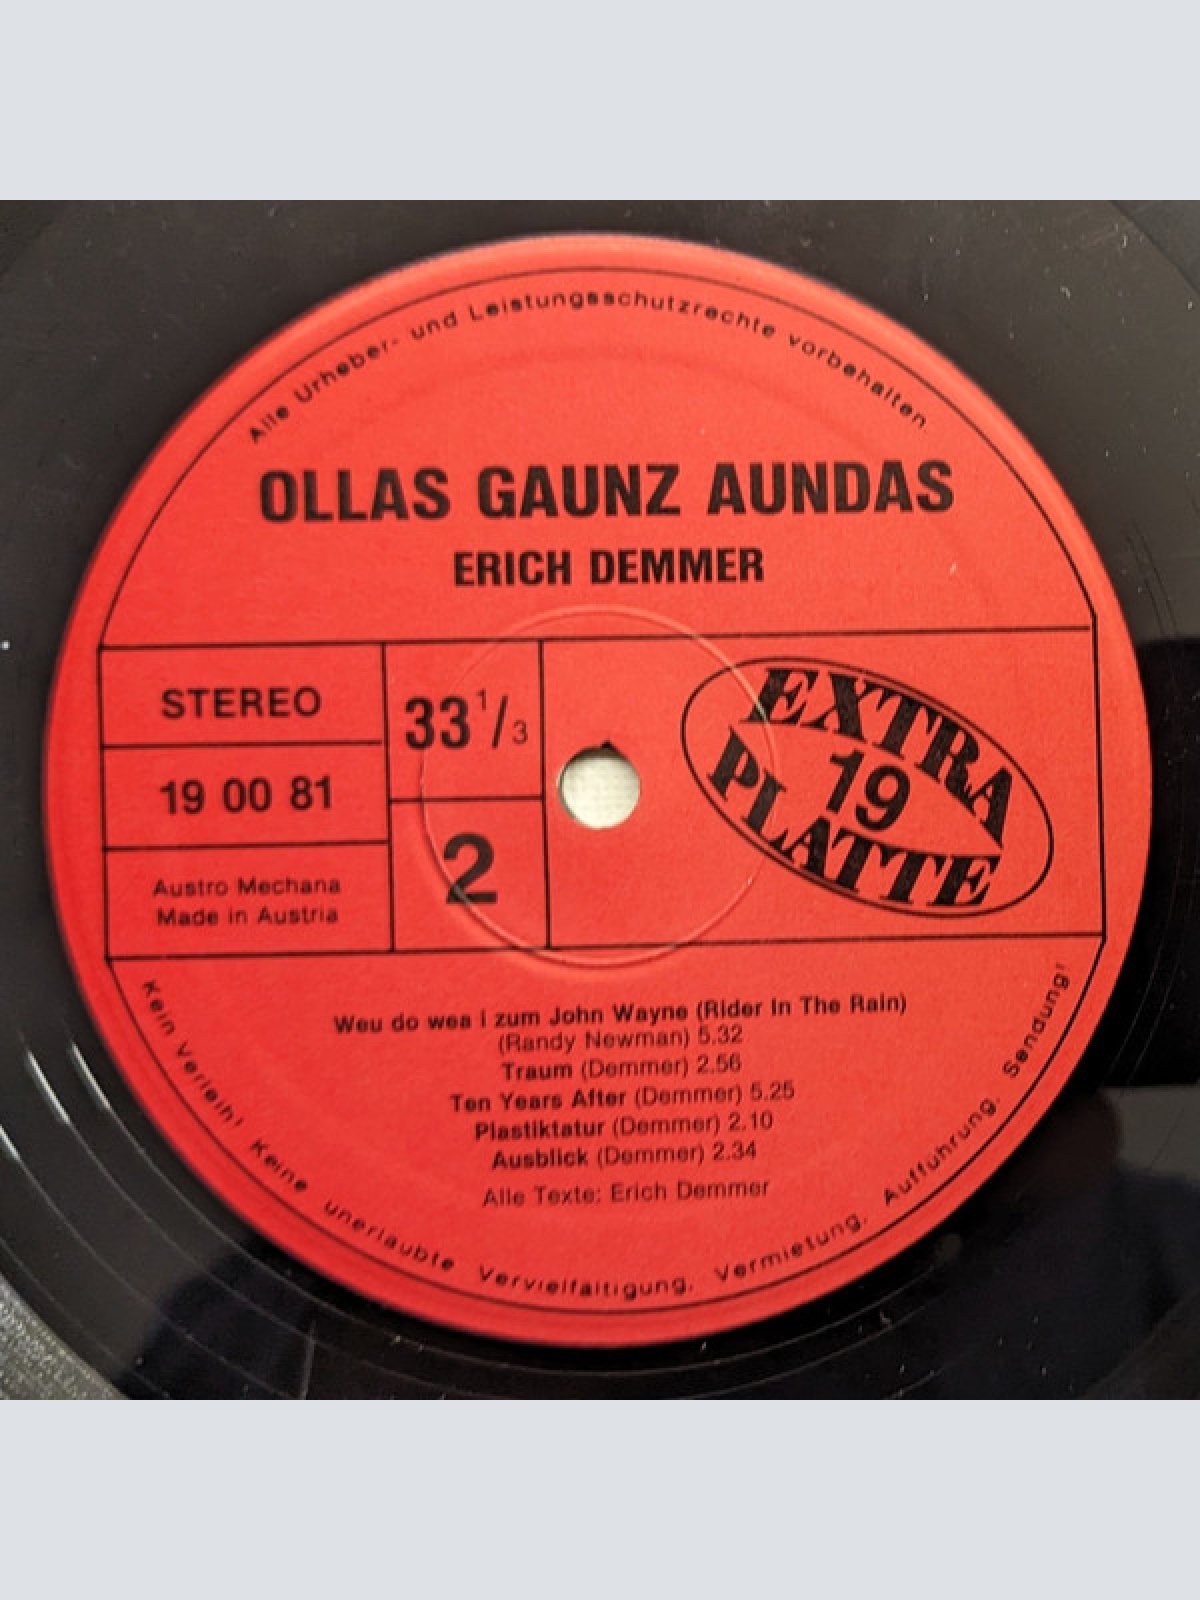 Alle Urheber- und Leistungsschutzrechte vorbehalten.
OLLAS GAUNZ AUNDAS
ERICH DEMMER
STEREO
33 1/3
19 00 81
2
Austro Mechana
Made in Austria
EXTRA
19
PLATTE
Weu do wea i zum John Wayne (Rider In The Rain)
(Randy Newman) 5.32
Traum (Demmer) 2.56
Ten Years After (Demmer) 5.25
Plastiktatur (Demmer) 2.10
Ausblick (Demmer) 2.34
Alle Texte: Erich Demmer
Kein Verleih! Keine unerlaubte Vervielfältigung, Vermietung, Aufführung, Sendung!